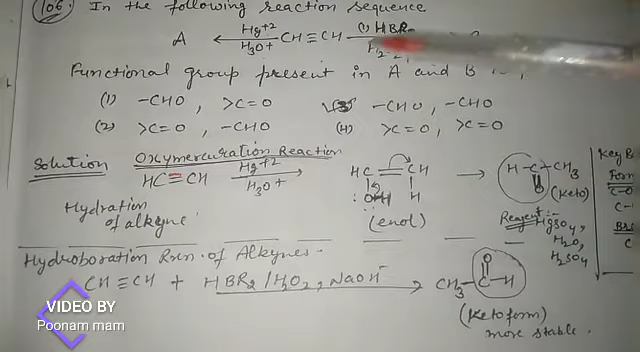 106. In the following reaction sequence
A ← Hg+2 / H3O+ CH≡CH (1) HBR2
Functional group present in A and B is,
(1) -CHO, >C=O (3) -CHO, -CHO
(2) >C=O, -CHO (4) >C=O, >C=O
Solution Oxymercuration Reaction
HC≡CH Hg+2 / H3O+ → HC=CH → H-C-CH3
:OH H O (Keto)
Hydration of alkyne. (enol) Reagent:- HgSO4, H2O, H2SO4
Key B
Form
C-O
C-
Br
C
Hydroboration Rxn. of Alkynes-
CH≡CH + HBR2/H2O2, NaOH → CH3-C-H
O
(Ketoform)
more stable.
VIDEO BY
Poonam mam